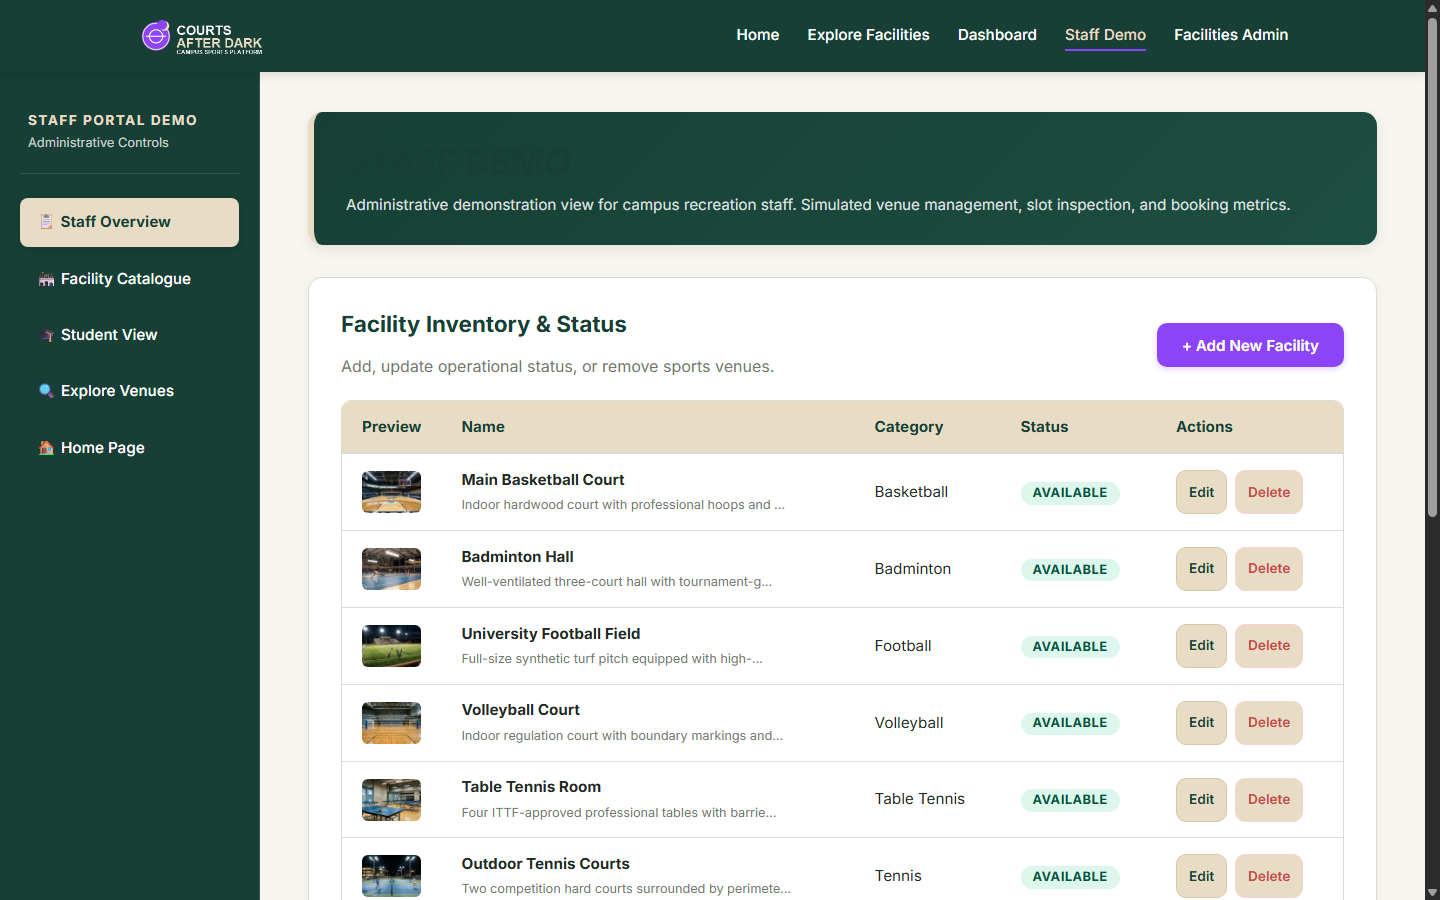 COURTS
AFTER DARK
CAMPUS SPORTS PLATFORM
Home
Explore Facilities
Dashboard
Staff Demo
Facilities Admin
STAFF PORTAL DEMO
Administrative Controls
Staff Overview
Facility Catalogue
Student View
Explore Venues
Home Page
STAFF DEMO
Administrative demonstration view for campus recreation staff. Simulated venue management, slot inspection, and booking metrics.
Facility Inventory & Status
Add, update operational status, or remove sports venues.
+ Add New Facility
Preview Name Category Status Actions
Main Basketball Court
Indoor hardwood court with professional hoops and ...
Basketball
AVAILABLE
Edit Delete
Badminton Hall
Well-ventilated three-court hall with tournament-g...
Badminton
AVAILABLE
Edit Delete
University Football Field
Full-size synthetic turf pitch equipped with high-...
Football
AVAILABLE
Edit Delete
Volleyball Court
Indoor regulation court with boundary markings and...
Volleyball
AVAILABLE
Edit Delete
Table Tennis Room
Four ITTF-approved professional tables with barrie...
Table Tennis
AVAILABLE
Edit Delete
Outdoor Tennis Courts
Two competition hard courts surrounded by perimete...
Tennis
AVAILABLE
Edit Delete